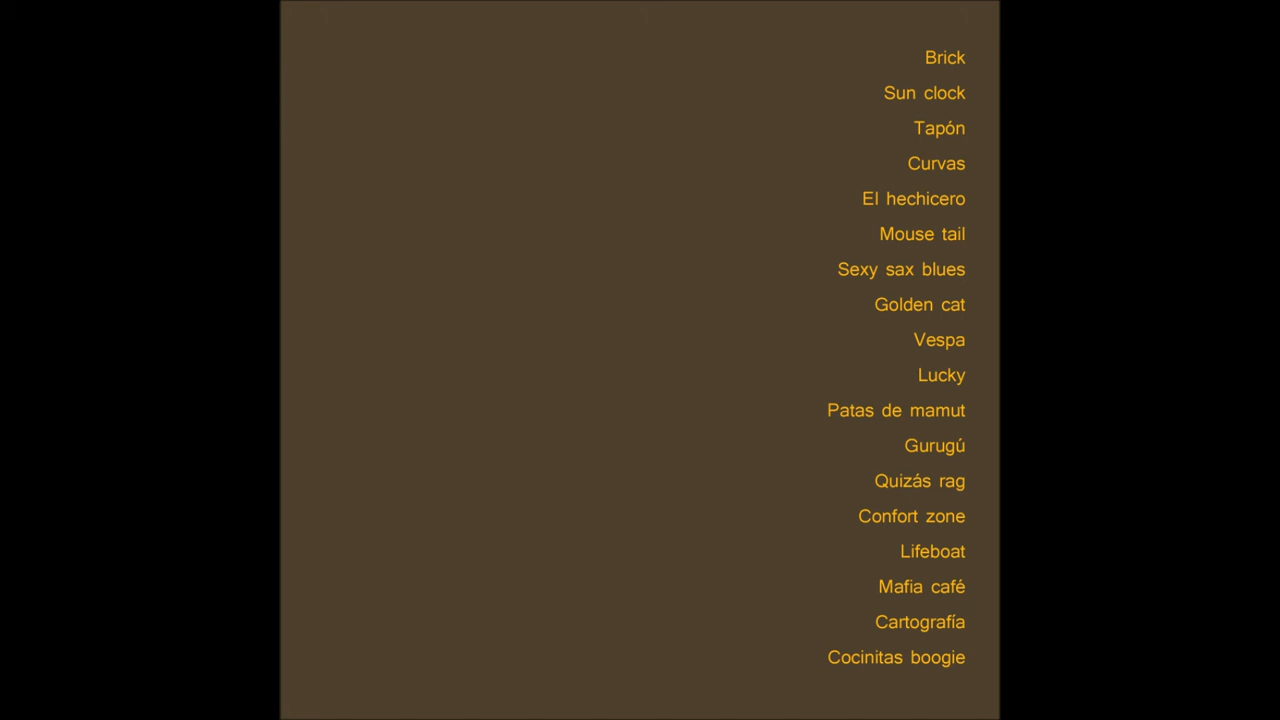 Brick
Sun clock
Tapón
Curvas
El hechicero
Mouse tail
Sexy sax blues
Golden cat
Vespa
Lucky
Patas de mamut
Gurugú
Quizás rag
Confort zone
Lifeboat
Mafia café
Cartografía
Cocinitas boogie